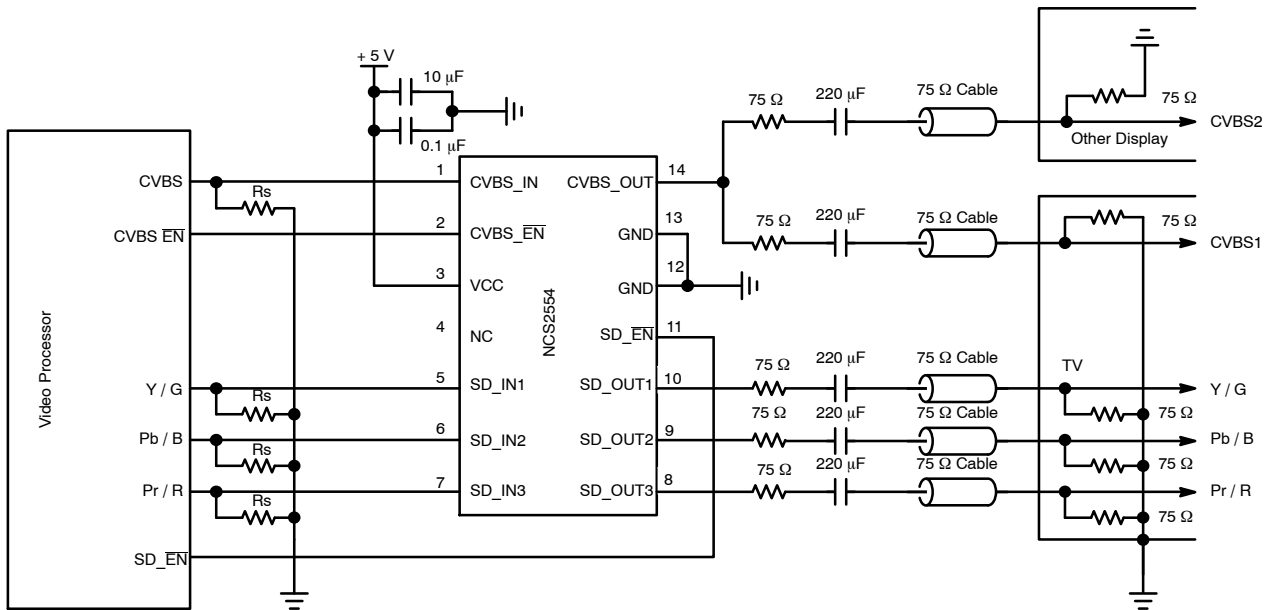 + 5 V
10 μF
0.1 μF
Video Processor
CVBS
CVBS EN
Y / G
Pb / B
Pr / R
SD_EN
Rs
Rs
Rs
Rs
1
2
3
4
5
6
7
CVBS_IN
CVBS_EN
VCC
NC
SD_IN1
SD_IN2
SD_IN3
NCS2554
CVBS_OUT
GND
GND
SD_EN
SD_OUT1
SD_OUT2
SD_OUT3
14
13
12
11
10
9
8
75 Ω
220 μF
75 Ω Cable
75 Ω
Other Display
CVBS2
75 Ω
220 μF
75 Ω Cable
75 Ω
CVBS1
75 Ω
220 μF
75 Ω Cable
TV
Y / G
75 Ω
75 Ω
220 μF
75 Ω Cable
Pb / B
75 Ω
75 Ω
220 μF
75 Ω Cable
Pr / R
75 Ω